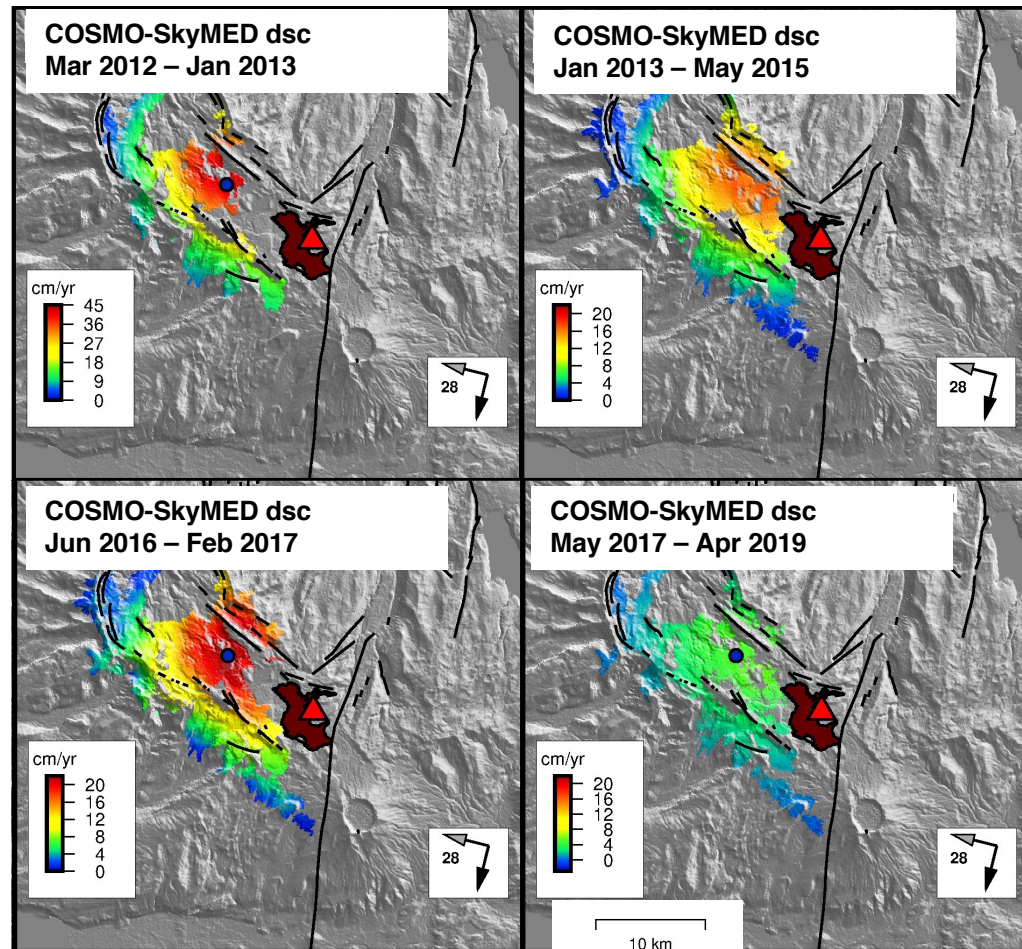 COSMO-SkyMED dsc
Mar 2012 – Jan 2013
cm/yr
45
36
27
18
9
0
28
COSMO-SkyMED dsc
Jan 2013 – May 2015
cm/yr
20
16
12
8
4
0
28
COSMO-SkyMED dsc
Jun 2016 – Feb 2017
cm/yr
20
16
12
8
4
0
28
COSMO-SkyMED dsc
May 2017 – Apr 2019
cm/yr
20
16
12
8
4
0
28
10 km